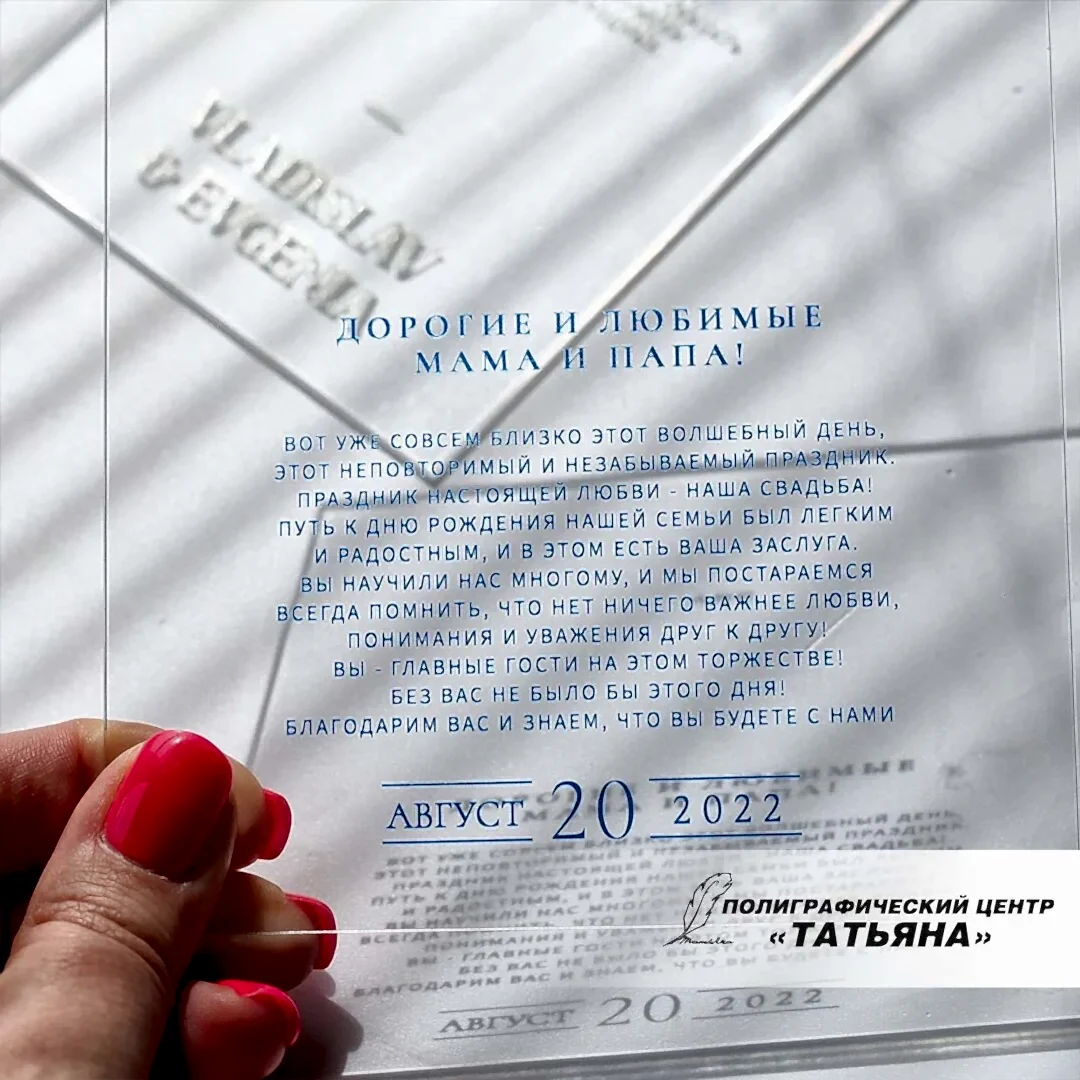 VLADISLAV
& EVGENIA
ДОРОГИЕ И ЛЮБИМЫЕ
МАМА И ПАПА!
ВОТ УЖЕ СОВСЕМ БЛИЗКО ЭТОТ ВОЛШЕБНЫЙ ДЕНЬ,
ЭТОТ НЕПОВТОРИМЫЙ И НЕЗАБЫВАЕМЫЙ ПРАЗДНИК.
ПРАЗДНИК НАСТОЯЩЕЙ ЛЮБВИ - НАША СВАДЬБА!
ПУТЬ К ДНЮ РОЖДЕНИЯ НАШЕЙ СЕМЬИ БЫЛ ЛЕГКИМ
И РАДОСТНЫМ, И В ЭТОМ ЕСТЬ ВАША ЗАСЛУГА.
ВЫ НАУЧИЛИ НАС МНОГОМУ, И МЫ ПОСТАРАЕМСЯ
ВСЕГДА ПОМНИТЬ, ЧТО НЕТ НИЧЕГО ВАЖНЕЕ ЛЮБВИ,
ПОНИМАНИЯ И УВАЖЕНИЯ ДРУГ К ДРУГУ!
ВЫ - ГЛАВНЫЕ ГОСТИ НА ЭТОМ ТОРЖЕСТВЕ!
БЕЗ ВАС НЕ БЫЛО БЫ ЭТОГО ДНЯ!
БЛАГОДАРИМ ВАС И ЗНАЕМ, ЧТО ВЫ БУДЕТЕ С НАМИ
АВГУСТ 20 2022
ПОЛИГРАФИЧЕСКИЙ ЦЕНТР
«ТАТЬЯНА»
Татьяна
АВГУСТ 20 2022